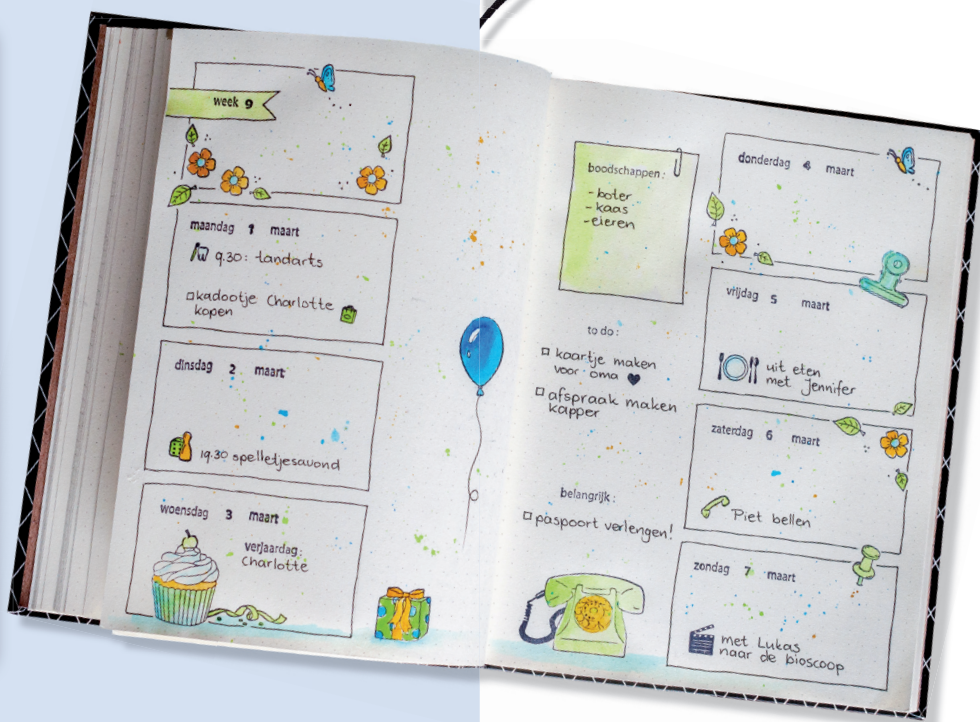 week 9
maandag 1 maart
9.30: tandarts
kadootje Charlotte
kopen
dinsdag 2 maart
19.30 spelletjesavond
woensdag 3 maart
verjaardag:
Charlotte
boodschappen:
- boter
- kaas
- eieren
to do:
kaartje maken
voor oma
afspraak maken
kapper
belangrijk:
paspoort verlengen!
donderdag 4 maart
vrijdag 5 maart
uit eten
met Jennifer
zaterdag 6 maart
Piet bellen
zondag 7 maart
met Lukas
naar de bioscoop